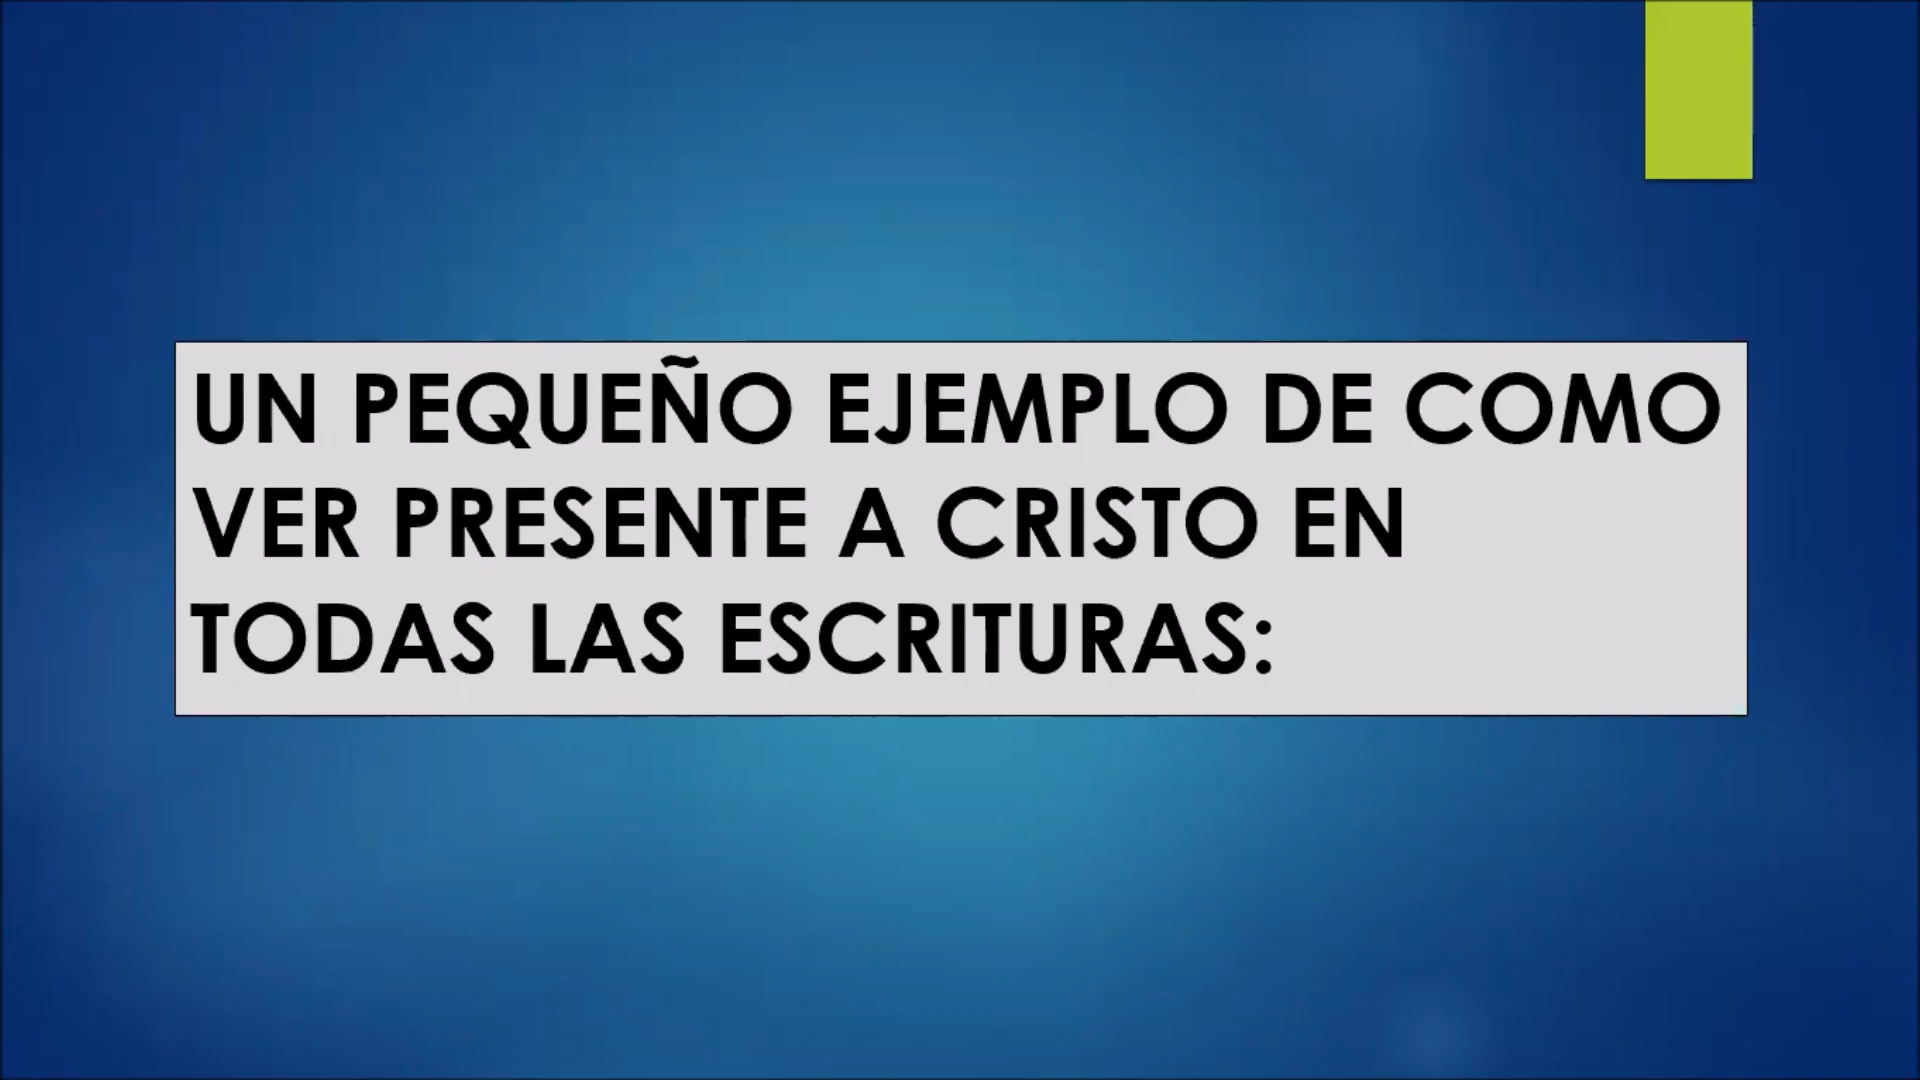 UN PEQUEÑO EJEMPLO DE COMO
VER PRESENTE A CRISTO EN
TODAS LAS ESCRITURAS: